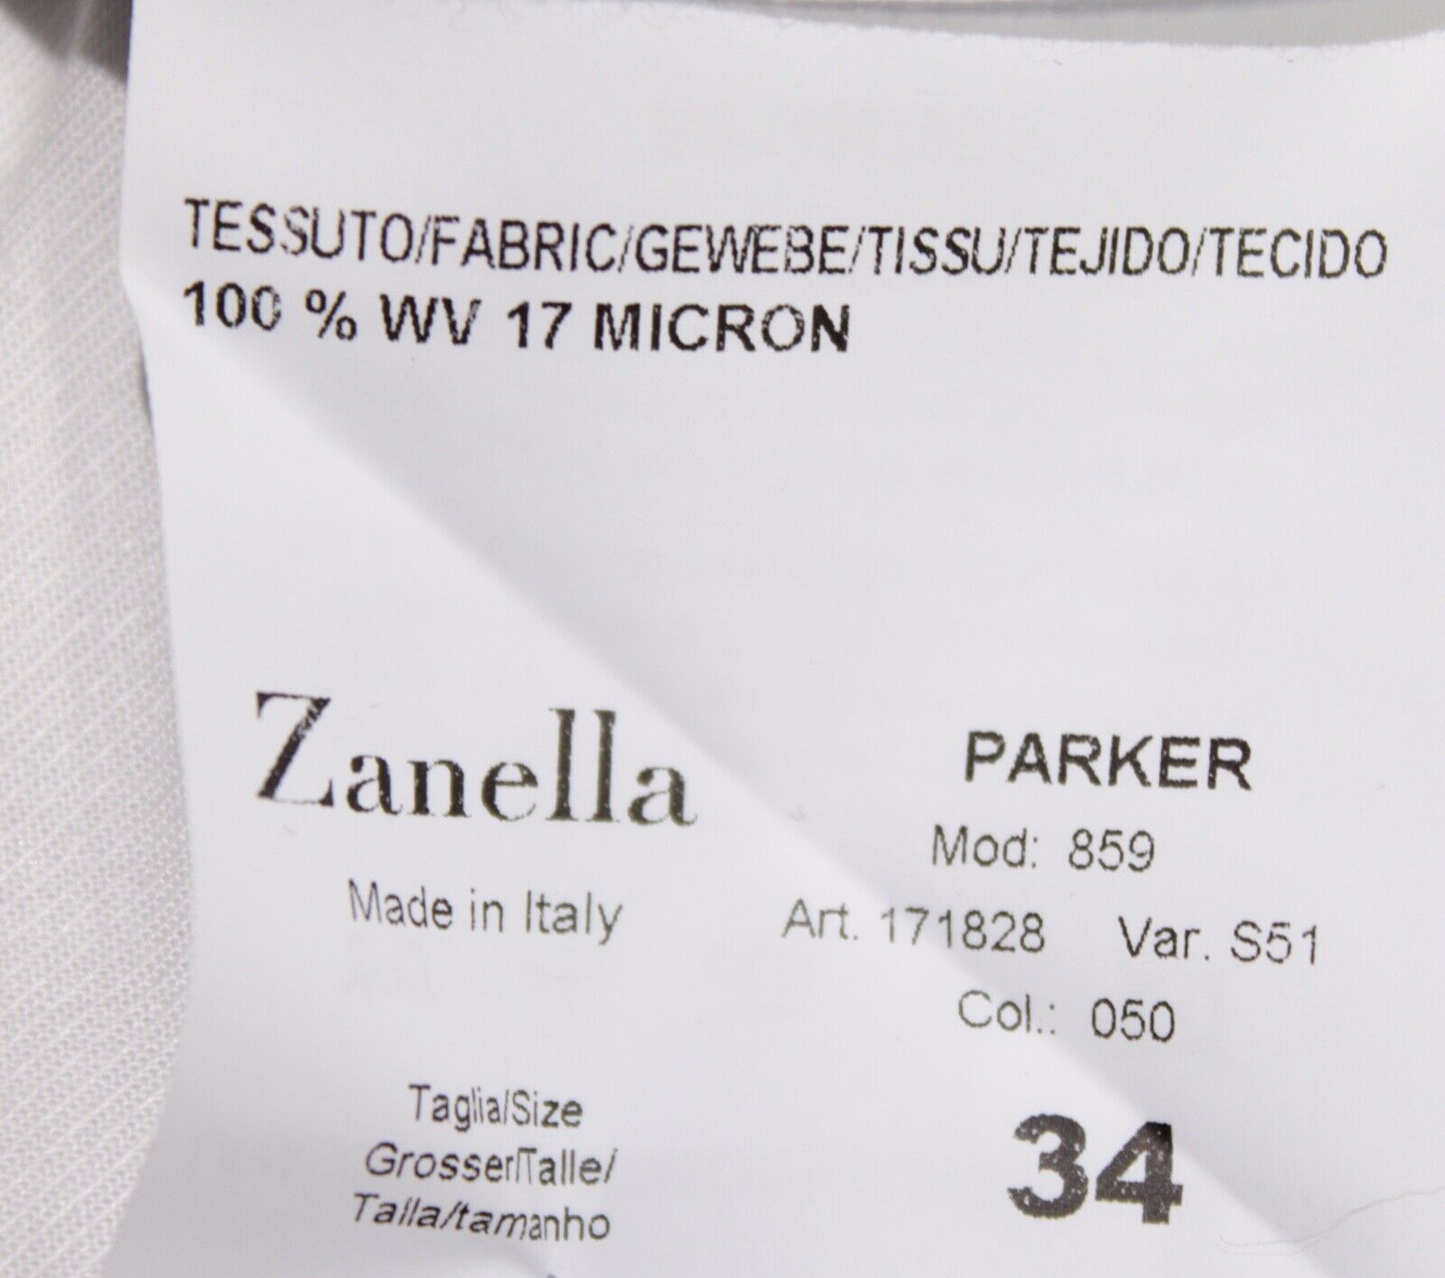 TESSUTO/FABRIC/GEWEBE/TISSU/TEJIDO/TECIDO
100 % WV 17 MICRON
Zanella
Made in Italy
PARKER
Mod: 859
Art. 171828 Var. S51
Col.: 050
Taglia/Size
Grosser/Talle/
Talla/tamanho
34